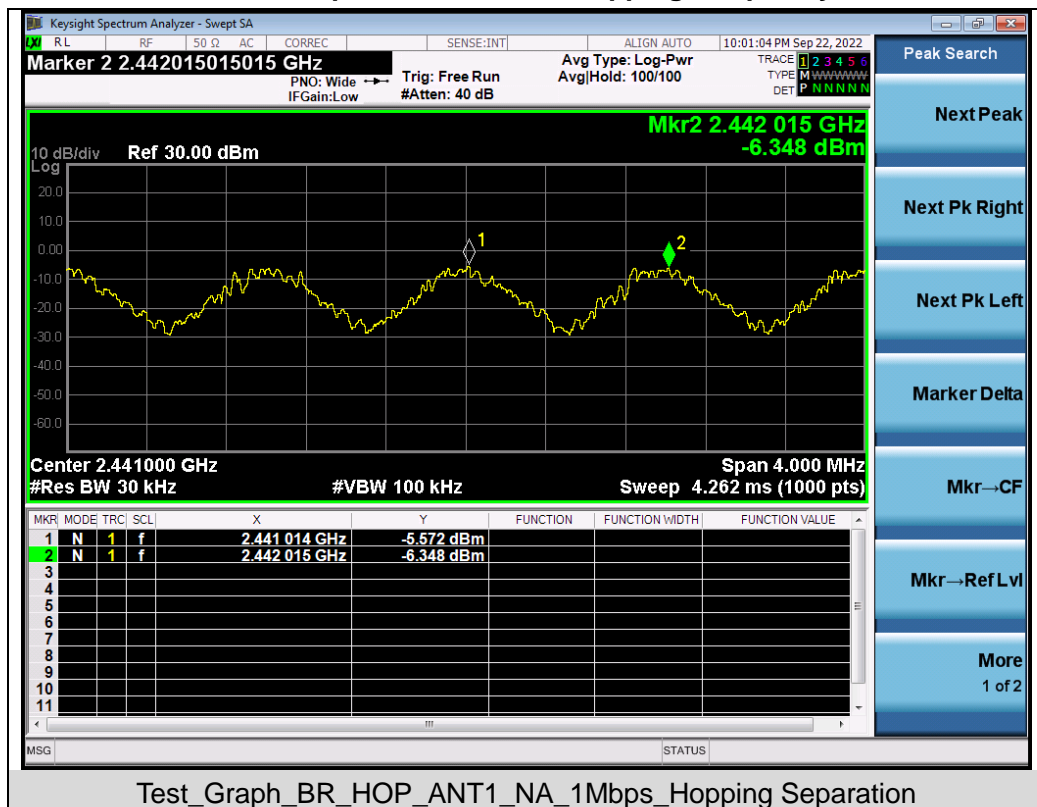 Keysight Spectrum Analyzer - Swept SA
LXI RL RF 50 Ω AC CORREC SENSE:INT ALIGN AUTO 10:01:04 PM Sep 22, 2022
Marker 2 2.442015015015 GHz
PNO: Wide
IFGain:Low
Trig: Free Run
#Atten: 40 dB
Avg Type: Log-Pwr
Avg|Hold: 100/100
TRACE 1 2 3 4 5 6
TYPE M WWWWW
DET P N N N N N
Mkr2 2.442 015 GHz
-6.348 dBm
10 dB/div Ref 30.00 dBm
Log
20.0
10.0
0.00
-10.0
-20.0
-30.0
-40.0
-50.0
-60.0
1
2
Center 2.441000 GHz Span 4.000 MHz
#Res BW 30 kHz #VBW 100 kHz Sweep 4.262 ms (1000 pts)
MKR MODE TRC SCL X Y FUNCTION FUNCTION WIDTH FUNCTION VALUE
1 N 1 f 2.441 014 GHz -5.572 dBm
2 N 1 f 2.442 015 GHz -6.348 dBm
3
4
5
6
7
8
9
10
11
MSG STATUS
Peak Search
Next Peak
Next Pk Right
Next Pk Left
Marker Delta
Mkr→CF
Mkr→Ref Lvl
More
1 of 2
Test_Graph_BR_HOP_ANT1_NA_1Mbps_Hopping Separation